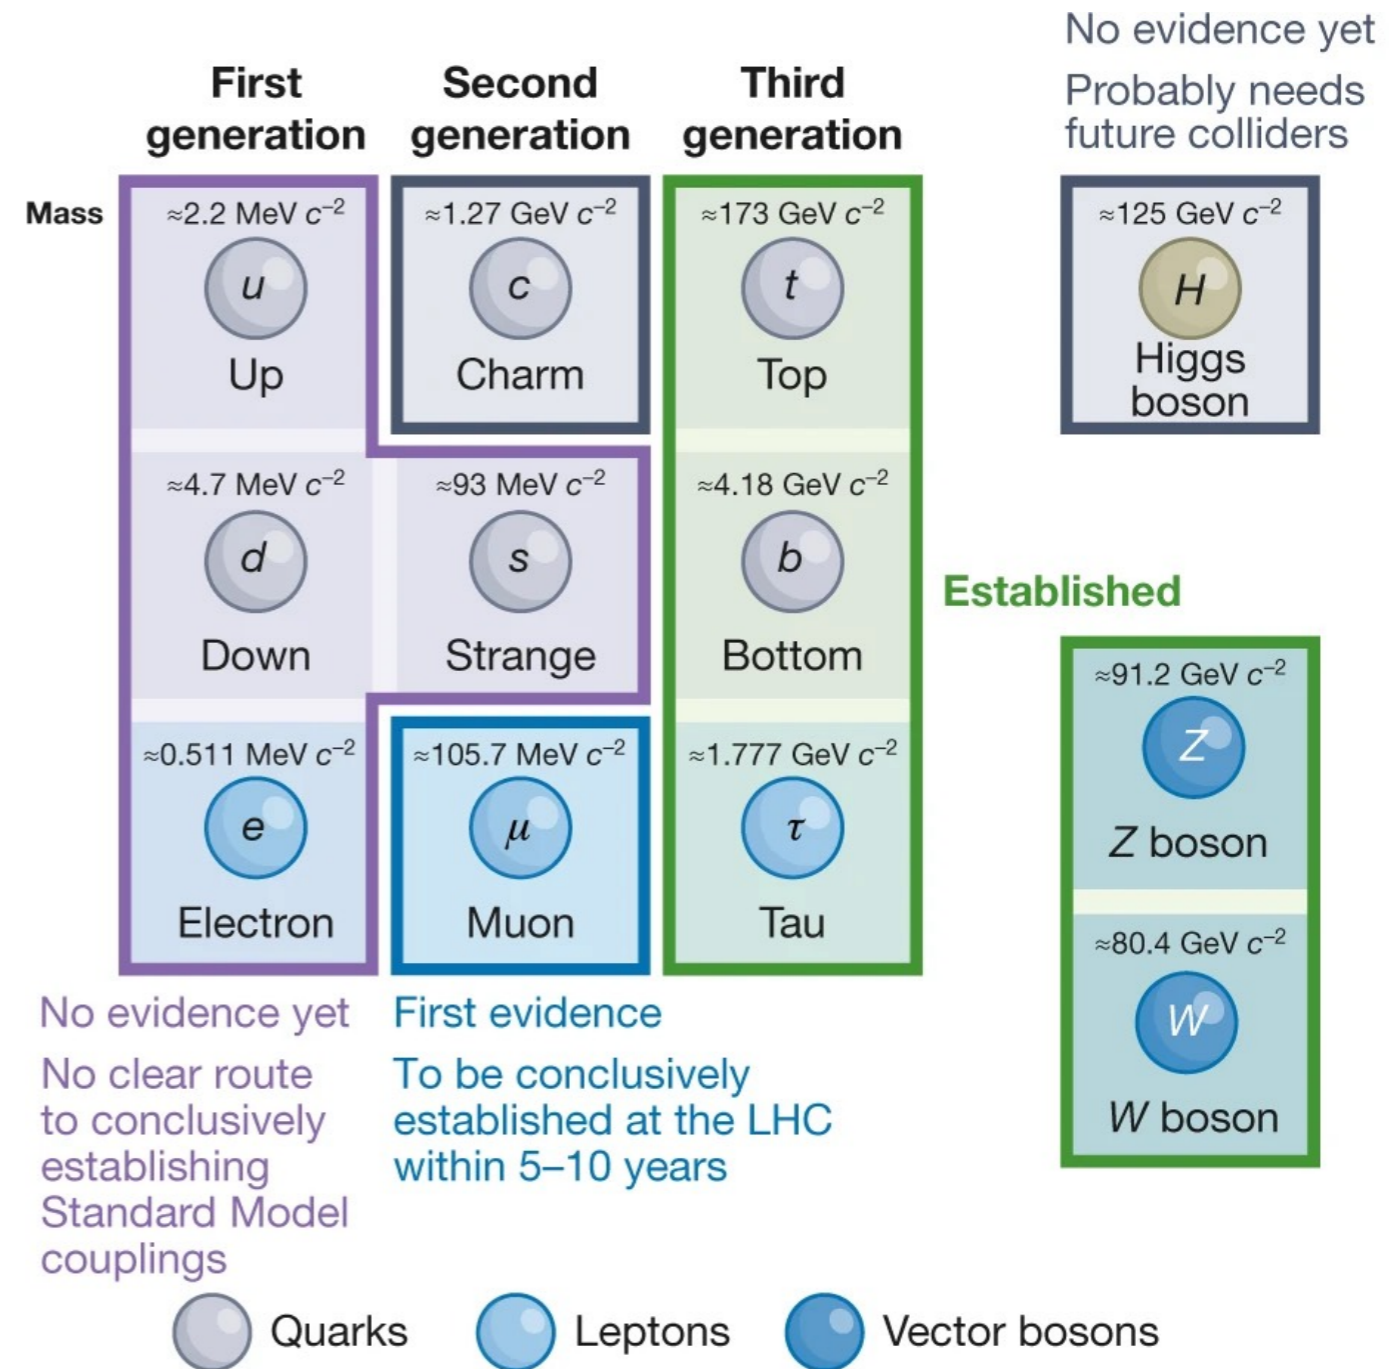 No evidence yet
Probably needs
future colliders
First
generation
Second
generation
Third
generation
Mass
≈2.2 MeV c⁻²
u
Up
≈1.27 GeV c⁻²
c
Charm
≈173 GeV c⁻²
t
Top
≈125 GeV c⁻²
H
Higgs
boson
≈4.7 MeV c⁻²
d
Down
≈93 MeV c⁻²
s
Strange
≈4.18 GeV c⁻²
b
Bottom
Established
≈0.511 MeV c⁻²
e
Electron
≈105.7 MeV c⁻²
μ
Muon
≈1.777 GeV c⁻²
τ
Tau
≈91.2 GeV c⁻²
Z
Z boson
≈80.4 GeV c⁻²
W
W boson
No evidence yet
No clear route
to conclusively
establishing
Standard Model
couplings
First evidence
To be conclusively
established at the LHC
within 5–10 years
Quarks
Leptons
Vector bosons